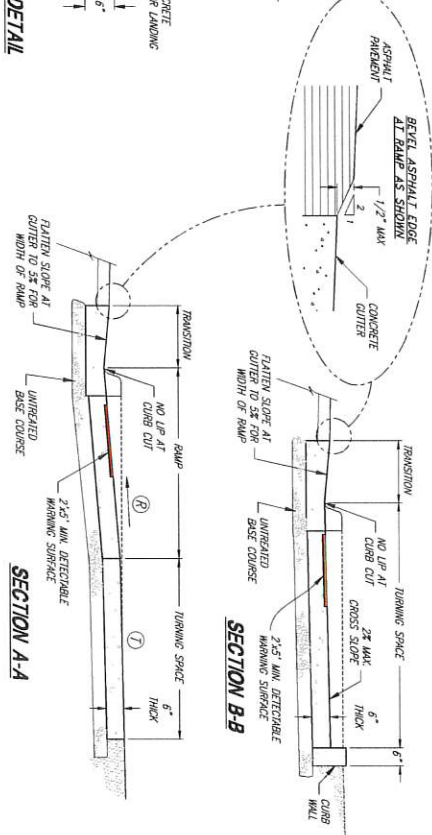 DETAIL
6"
CRETE
R LANDING
BEVEL ASPHALT EDGE
AT RAMP AS SHOWN
ASPHALT
PAVEMENT
1/2" MAX
2
1
CONCRETE
GUTTER
FLATTEN SLOPE AT
GUTTER TO 5% FOR
WIDTH OF RAMP
TRANSITION
NO LIP AT
CURB CUT
TURNING SPACE
2% MAX.
CROSS SLOPE
6"
THICK
6"
CURB
WALL
UNTREATED
BASE COURSE
2'x5' MIN. DETECTABLE
WARNING SURFACE
SECTION B-B
FLATTEN SLOPE AT
GUTTER TO 5% FOR
WIDTH OF RAMP
TRANSITION
NO LIP AT
CURB CUT
RAMP
R
TURNING SPACE
T
6"
THICK
UNTREATED
BASE COURSE
2'x5' MIN. DETECTABLE
WARNING SURFACE
SECTION A-A